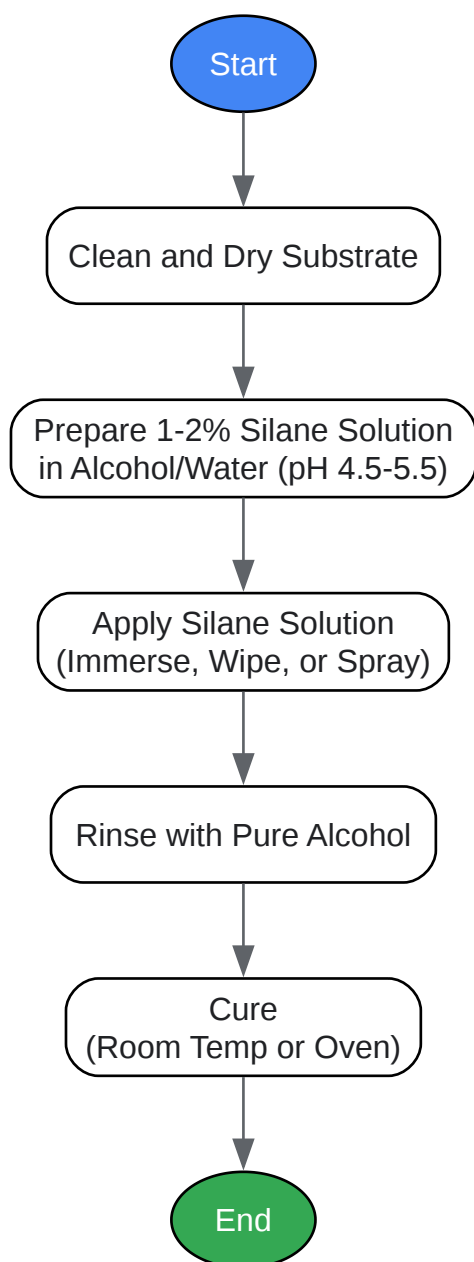 Start
Clean and Dry Substrate
Prepare 1-2% Silane Solution
in Alcohol/Water (pH 4.5-5.5)
Apply Silane Solution
(Immerse, Wipe, or Spray)
Rinse with Pure Alcohol
Cure
(Room Temp or Oven)
End